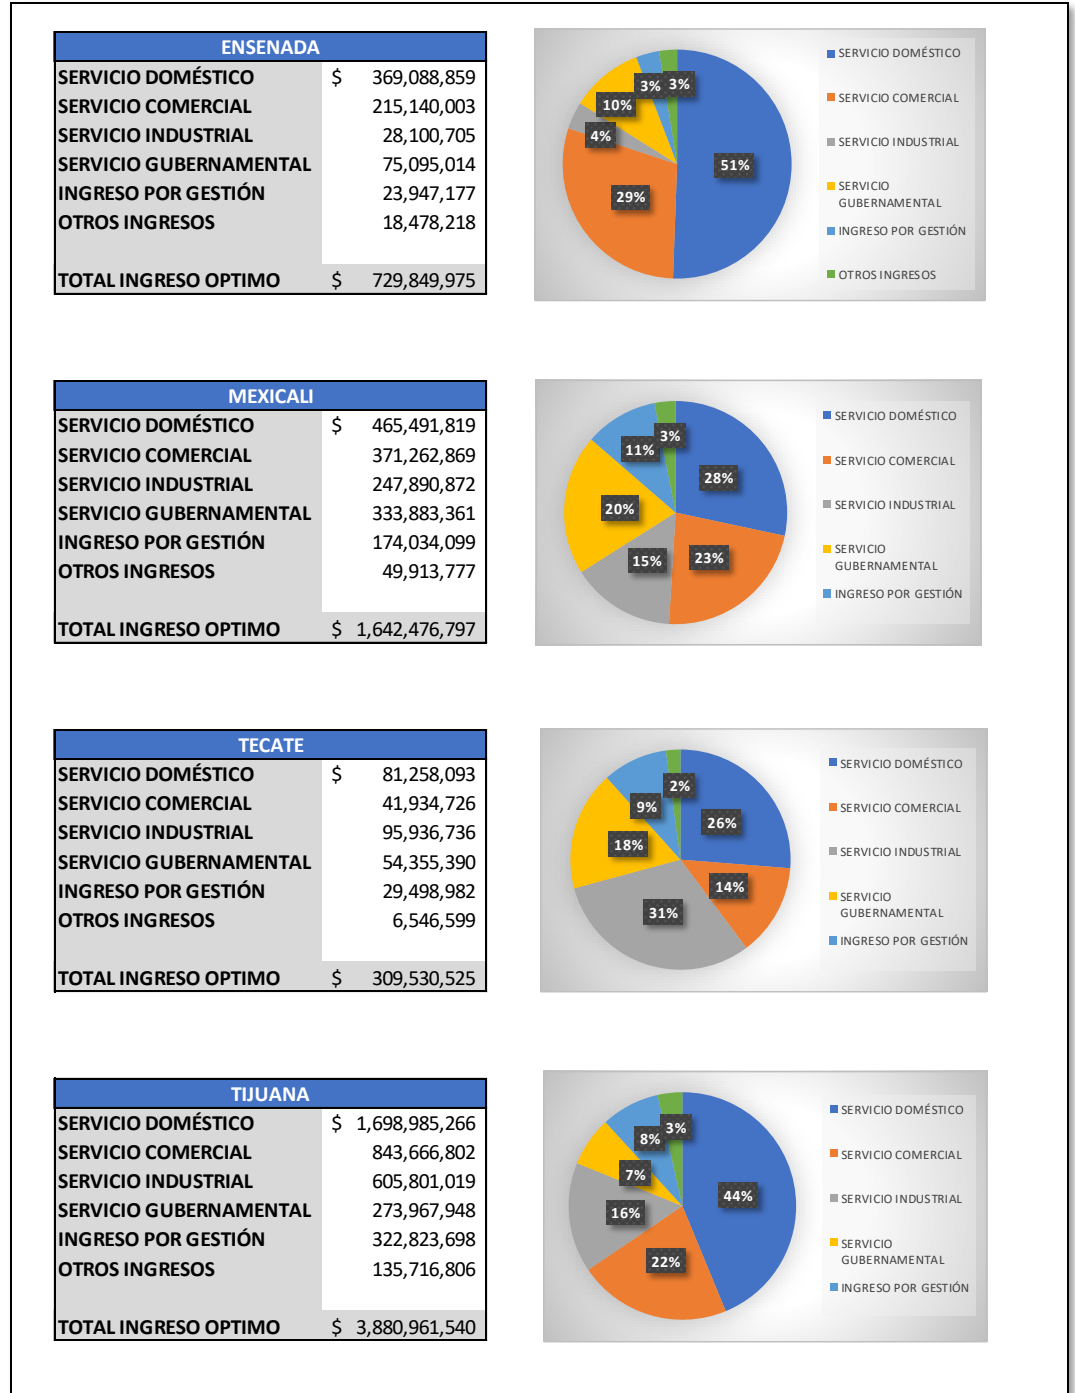 ENSENADA
SERVICIO DOMÉSTICO $ 369,088,859
SERVICIO COMERCIAL 215,140,003
SERVICIO INDUSTRIAL 28,100,705
SERVICIO GUBERNAMENTAL 75,095,014
INGRESO POR GESTIÓN 23,947,177
OTROS INGRESOS 18,478,218
TOTAL INGRESO OPTIMO $ 729,849,975
3% 3%
10%
4%
51%
29%
SERVICIO DOMÉSTICO
SERVICIO COMERCIAL
SERVICIO INDUSTRIAL
SERVICIO
GUBERNAMENTAL
INGRESO POR GESTIÓN
OTROS INGRESOS
MEXICALI
SERVICIO DOMÉSTICO $ 465,491,819
SERVICIO COMERCIAL 371,262,869
SERVICIO INDUSTRIAL 247,890,872
SERVICIO GUBERNAMENTAL 333,883,361
INGRESO POR GESTIÓN 174,034,099
OTROS INGRESOS 49,913,777
TOTAL INGRESO OPTIMO $ 1,642,476,797
3%
11%
28%
20%
15% 23%
SERVICIO DOMÉSTICO
SERVICIO COMERCIAL
SERVICIO INDUSTRIAL
SERVICIO
GUBERNAMENTAL
INGRESO POR GESTIÓN
TECATE
SERVICIO DOMÉSTICO $ 81,258,093
SERVICIO COMERCIAL 41,934,726
SERVICIO INDUSTRIAL 95,936,736
SERVICIO GUBERNAMENTAL 54,355,390
INGRESO POR GESTIÓN 29,498,982
OTROS INGRESOS 6,546,599
TOTAL INGRESO OPTIMO $ 309,530,525
2%
9%
26%
18%
14%
31%
SERVICIO DOMÉSTICO
SERVICIO COMERCIAL
SERVICIO INDUSTRIAL
SERVICIO
GUBERNAMENTAL
INGRESO POR GESTIÓN
TIJUANA
SERVICIO DOMÉSTICO $ 1,698,985,266
SERVICIO COMERCIAL 843,666,802
SERVICIO INDUSTRIAL 605,801,019
SERVICIO GUBERNAMENTAL 273,967,948
INGRESO POR GESTIÓN 322,823,698
OTROS INGRESOS 135,716,806
TOTAL INGRESO OPTIMO $ 3,880,961,540
3%
8%
7%
44%
16%
22%
SERVICIO DOMÉSTICO
SERVICIO COMERCIAL
SERVICIO INDUSTRIAL
SERVICIO
GUBERNAMENTAL
INGRESO POR GESTIÓN